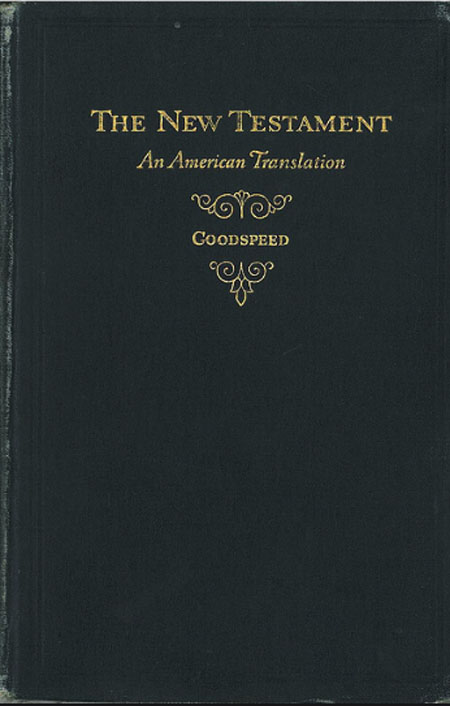 THE NEW TESTAMENT
An American Translation
GOODSPEED